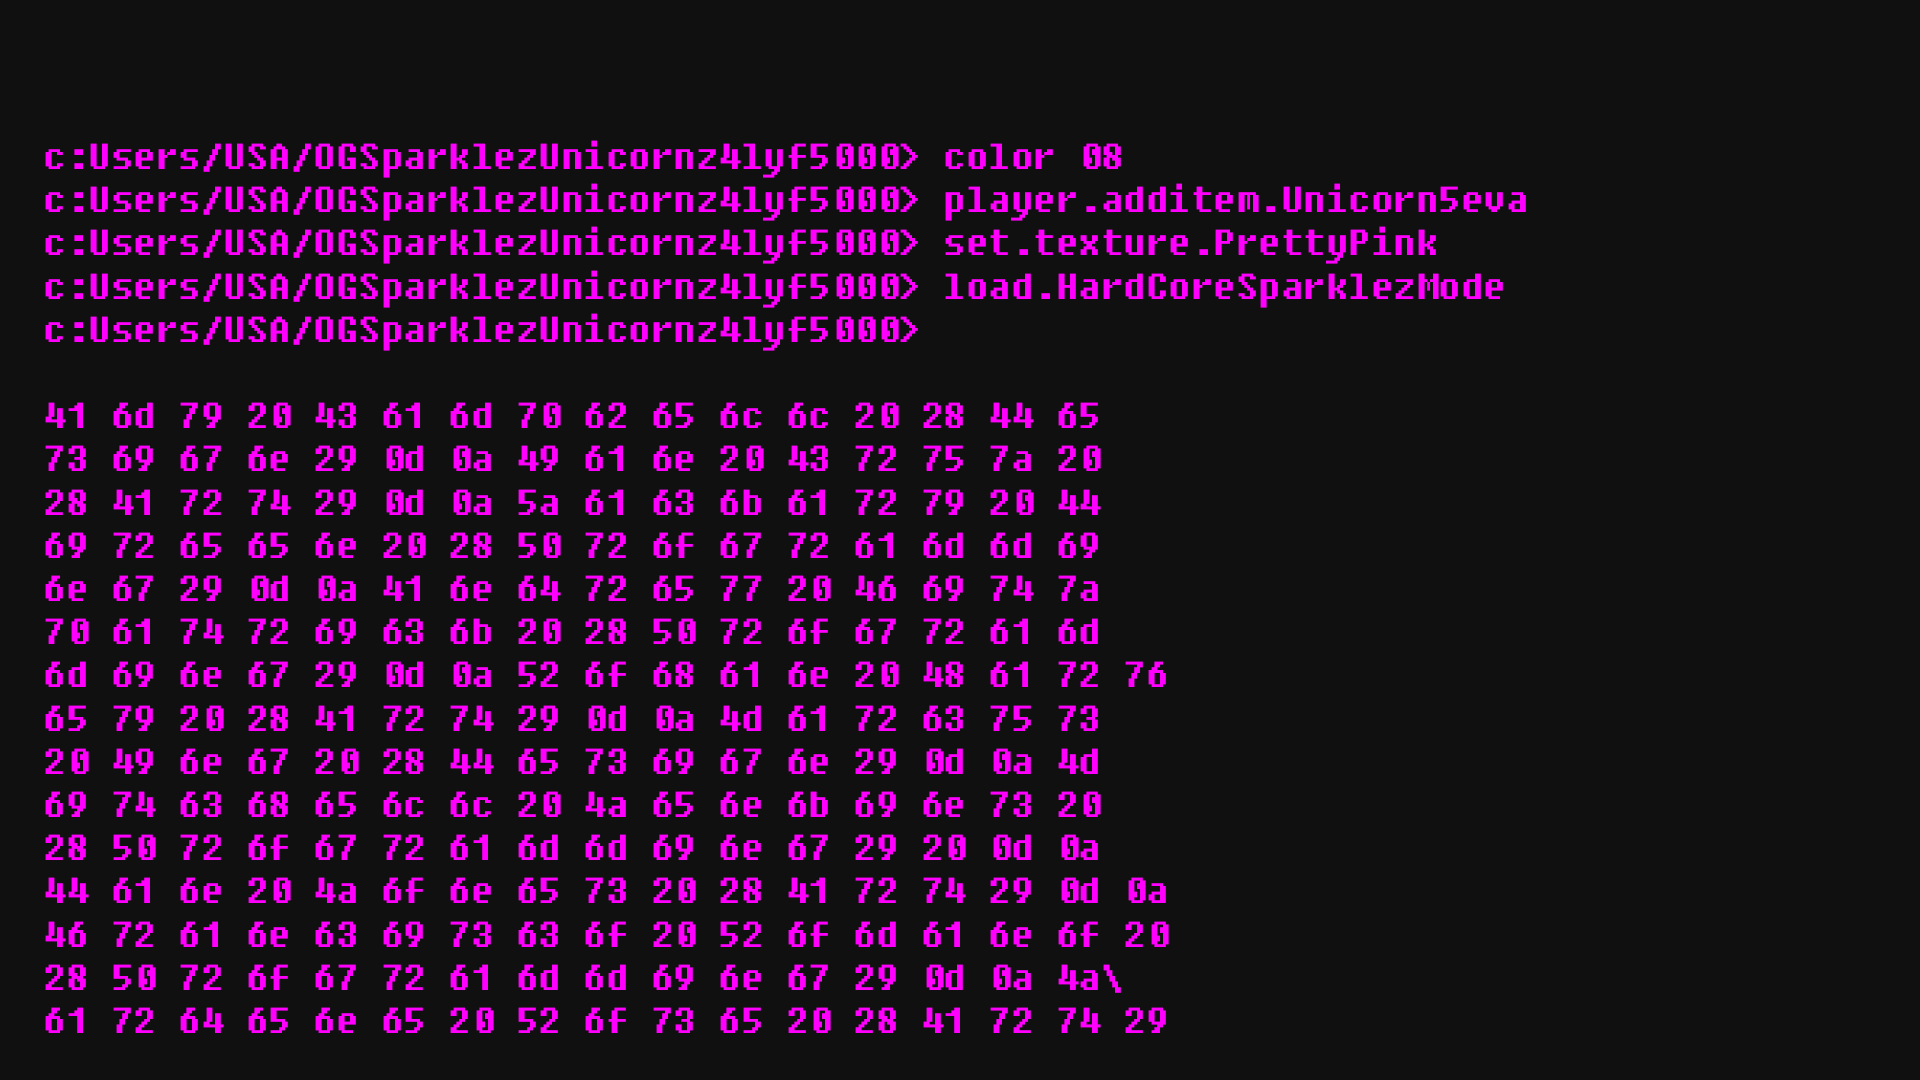 c:Users/USA/OGSparklezUnicornz4lyf5000> color 08
c:Users/USA/OGSparklezUnicornz4lyf5000> player.additem.Unicorn5eva
c:Users/USA/OGSparklezUnicornz4lyf5000> set.texture.PrettyPink
c:Users/USA/OGSparklezUnicornz4lyf5000> load.HardCoreSparklezMode
c:Users/USA/OGSparklezUnicornz4lyf5000>
41 6d 79 20 43 61 6d 70 62 65 6c 6c 20 28 44 65
73 69 67 6e 29 0d 0a 49 61 6e 20 43 72 75 7a 20
28 41 72 74 29 0d 0a 5a 61 63 6b 61 72 79 20 44
69 72 65 65 6e 20 28 50 72 6f 67 72 61 6d 6d 69
6e 67 29 0d 0a 41 6e 64 72 65 77 20 46 69 74 7a
70 61 74 72 69 63 6b 20 28 50 72 6f 67 72 61 6d
6d 69 6e 67 29 0d 0a 52 6f 68 61 6e 20 48 61 72 76
65 79 20 28 41 72 74 29 0d 0a 4d 61 72 63 75 73
20 49 6e 67 20 28 44 65 73 69 67 6e 29 0d 0a 4d
69 74 63 68 65 6c 6c 20 4a 65 6e 6b 69 6e 73 20
28 50 72 6f 67 72 61 6d 6d 69 6e 67 29 20 0d 0a
44 61 6e 20 4a 6f 6e 65 73 20 28 41 72 74 29 0d 0a
46 72 61 6e 63 69 73 63 6f 20 52 6f 6d 61 6e 6f 20
28 50 72 6f 67 72 61 6d 6d 69 6e 67 29 0d 0a 4a\
61 72 64 65 6e 65 20 52 6f 73 65 20 28 41 72 74 29